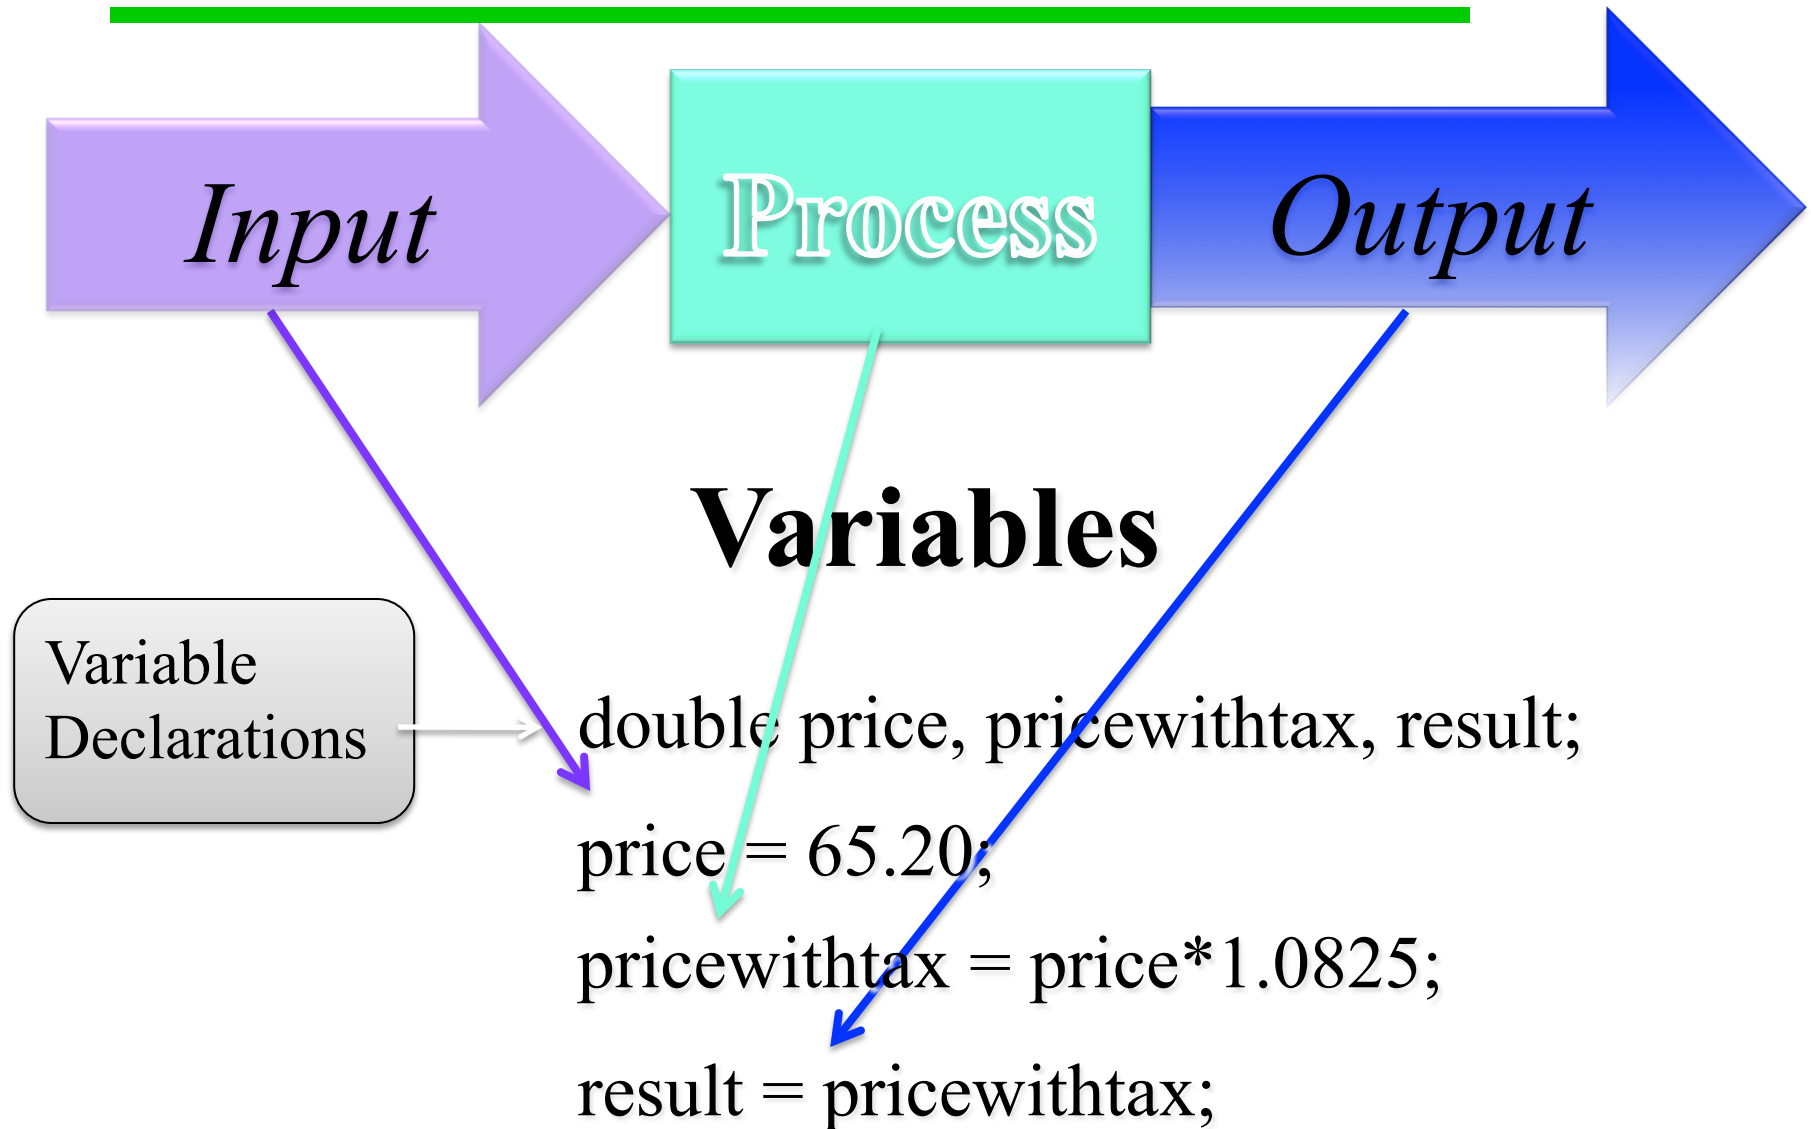 Input
Process
Output
Variables
Variable
Declarations
double price, pricewithtax, result;
price = 65.20;
pricewithtax = price*1.0825;
result = pricewithtax;